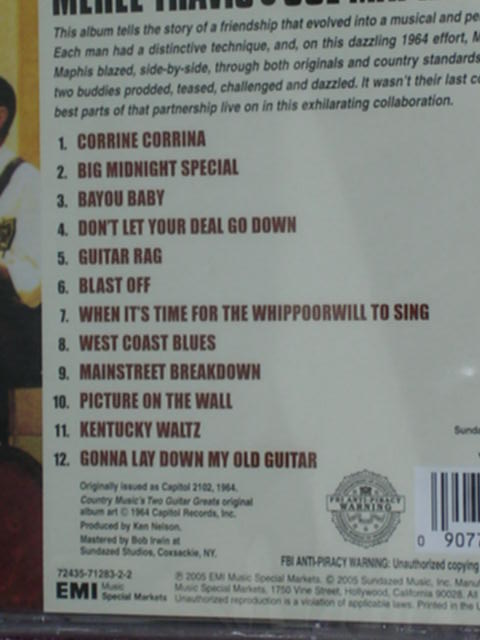 MERLE TRAVIS & JOE MA
This album tells the story of a friendship that evolved into a musical and pe
Each man had a distinctive technique, and, on this dazzling 1964 effort, M
Maphis blazed, side-by-side, through both originals and country standards
two buddies prodded, teased, challenged and dazzled. It wasn't their last c
best parts of that partnership live on in this exhilarating collaboration.
1. CORRINE CORRINA
2. BIG MIDNIGHT SPECIAL
3. BAYOU BABY
4. DON'T LET YOUR DEAL GO DOWN
5. GUITAR RAG
6. BLAST OFF
7. WHEN IT'S TIME FOR THE WHIPPOORWILL TO SING
8. WEST COAST BLUES
9. MAINSTREET BREAKDOWN
10. PICTURE ON THE WALL
11. KENTUCKY WALTZ
12. GONNA LAY DOWN MY OLD GUITAR
Sunda
Originally issued as Capitol 2102, 1964.
Country Music's Two Guitar Greats original
album art © 1964 Capitol Records, Inc.
Produced by Ken Nelson.
Mastered by Bob Irwin at
Sundazed Studios, Coxsackie, NY.
FBI ANTI-PIRACY
WARNING
0 9077
FBI ANTI-PIRACY WARNING: Unauthorized copying
72435-71283-2-2
EMI Music
Special Markets
℗ 2005 EMI Music Special Markets. © 2005 Sundazed Music, Inc. Manu
Music Special Markets, 1750 Vine Street, Hollywood, California 90028. All
Unauthorized reproduction is a violation of applicable laws. Printed in the U